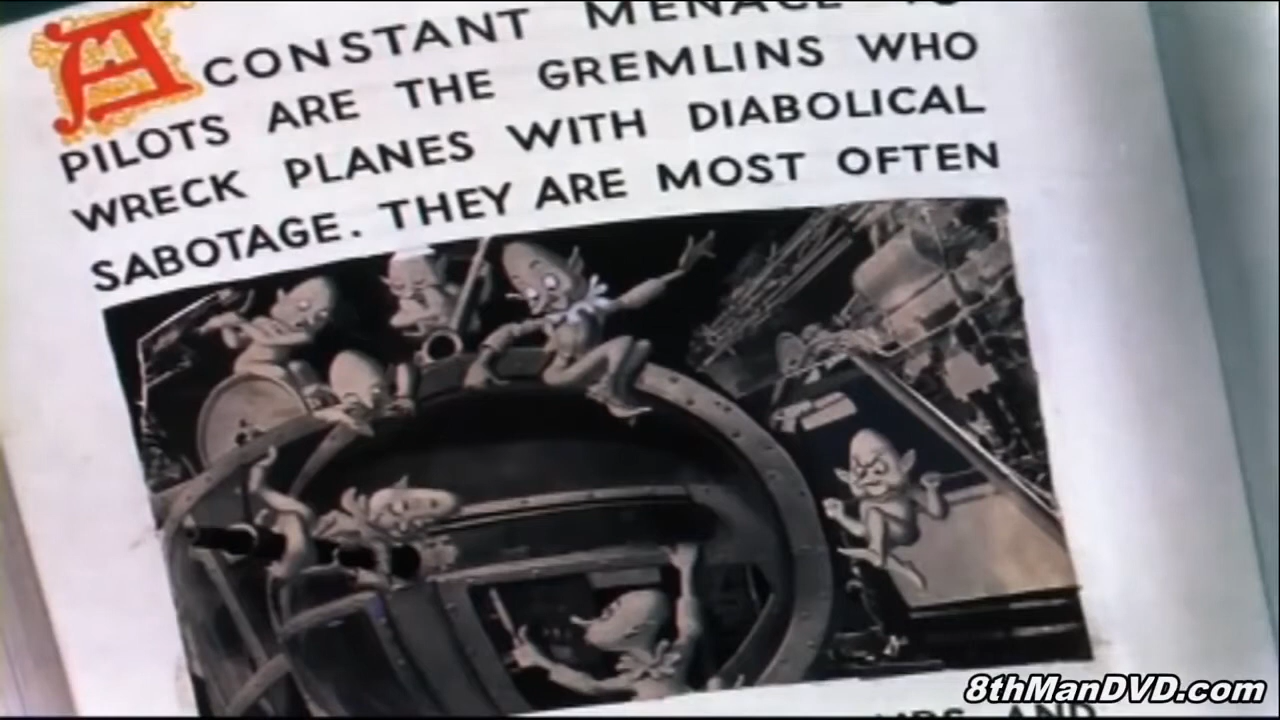 A CONSTANT MENACE TO
PILOTS ARE THE GREMLINS WHO
WRECK PLANES WITH DIABOLICAL
SABOTAGE. THEY ARE MOST OFTEN
AND
8thManDVD.com